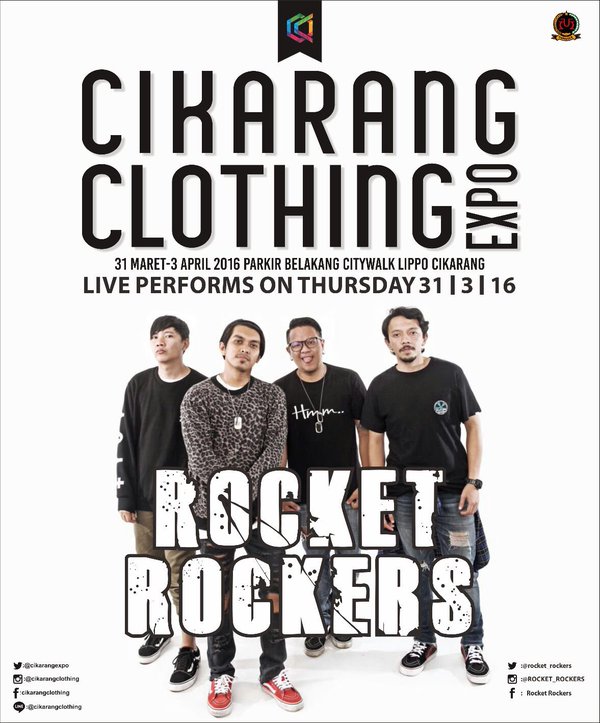 CIKARANG
CLOTHING EXPO
31 MARET-3 APRIL 2016 PARKIR BELAKANG CITYWALK LIPPO CIKARANG
LIVE PERFORMS ON THURSDAY 31 | 3 | 16
Hmm..
ROCKET
ROCKERS
:@cikarangexpo
:@cikarangclothing
:cikarangclothing
LINE :@cikarangclothing
:@rocket_rockers
:@ROCKET_ROCKERS
f : Rocket Rockers